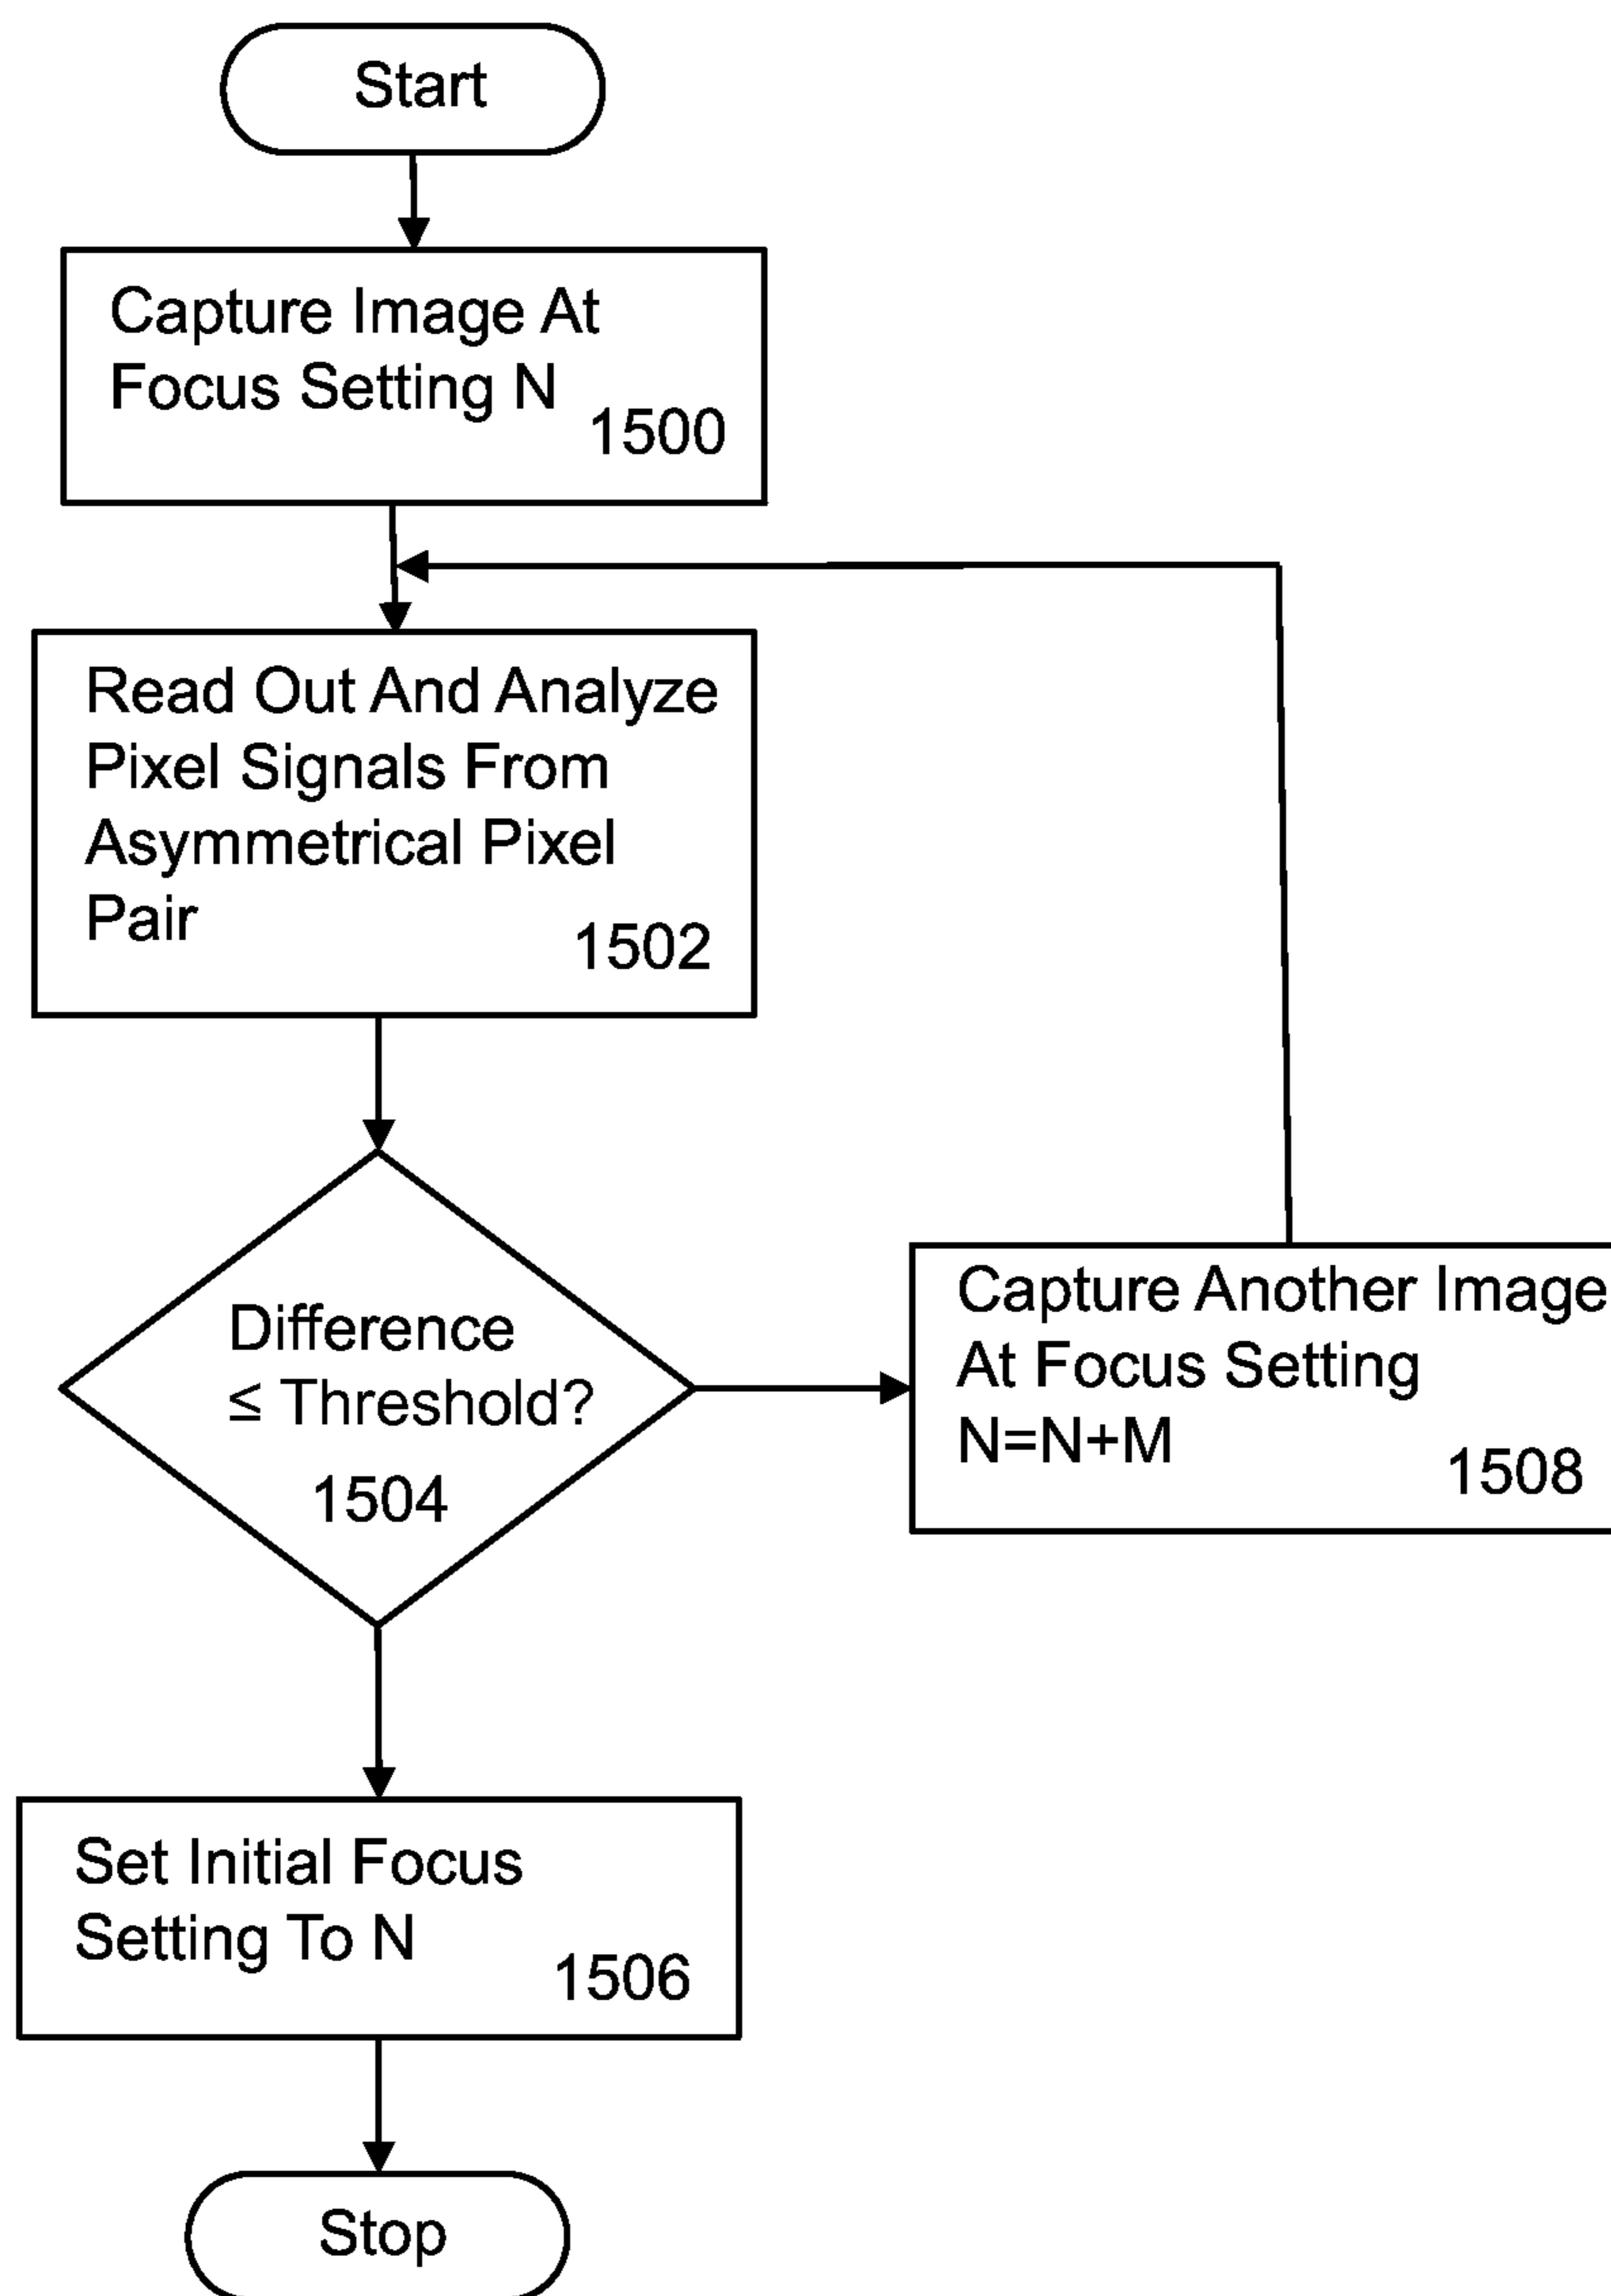 Start
Capture Image At
Focus Setting N
1500
Read Out And Analyze
Pixel Signals From
Asymmetrical Pixel
Pair
1502
Difference
≤ Threshold?
1504
Capture Another Image
At Focus Setting
N=N+M
1508
Set Initial Focus
Setting To N
1506
Stop